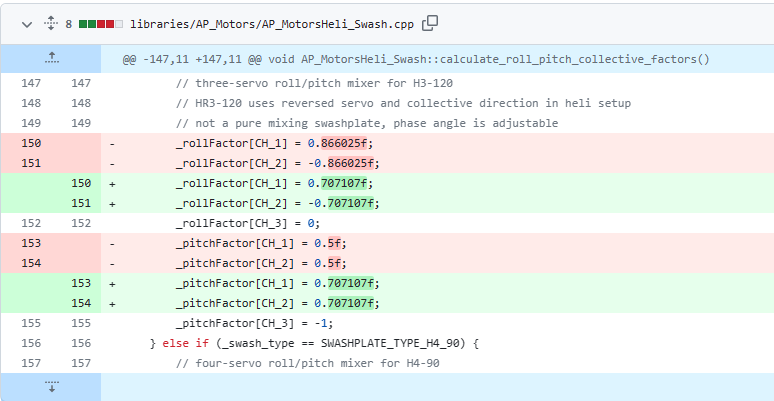 8 libraries/AP_Motors/AP_MotorsHeli_Swash.cpp
@@ -147,11 +147,11 @@ void AP_MotorsHeli_Swash::calculate_roll_pitch_collective_factors()
147 147 // three-servo roll/pitch mixer for H3-120
148 148 // HR3-120 uses reversed servo and collective direction in heli setup
149 149 // not a pure mixing swashplate, phase angle is adjustable
150 - _rollFactor[CH_1] = 0.866025f;
151 - _rollFactor[CH_2] = -0.866025f;
150 + _rollFactor[CH_1] = 0.707107f;
151 + _rollFactor[CH_2] = -0.707107f;
152 152 _rollFactor[CH_3] = 0;
153 - _pitchFactor[CH_1] = 0.5f;
154 - _pitchFactor[CH_2] = 0.5f;
153 + _pitchFactor[CH_1] = 0.707107f;
154 + _pitchFactor[CH_2] = 0.707107f;
155 155 _pitchFactor[CH_3] = -1;
156 156 } else if (_swash_type == SWASHPLATE_TYPE_H4_90) {
157 157 // four-servo roll/pitch mixer for H4-90